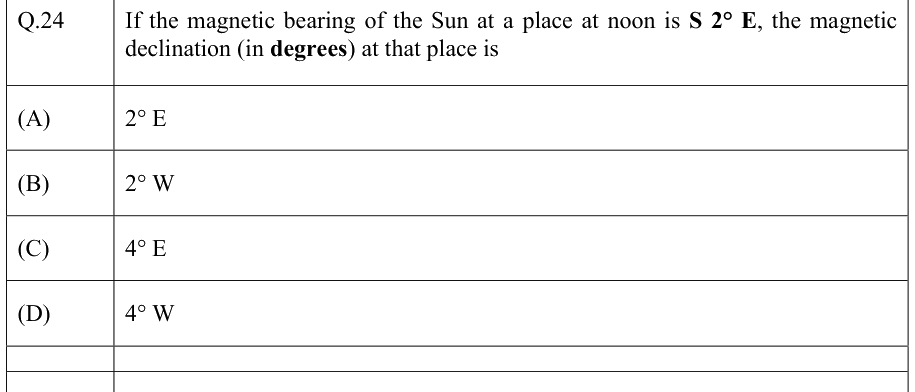 Q.24 If the magnetic bearing of the Sun at a place at noon is S 2° E, the magnetic
declination (in degrees) at that place is
(A) 2° E
(B) 2° W
(C) 4° E
(D) 4° W